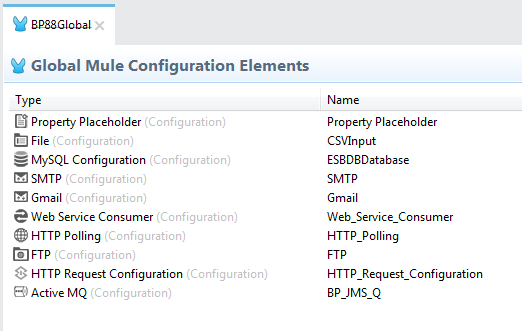 BP88Global
Global Mule Configuration Elements
Type Name
Property Placeholder (Configuration) Property Placeholder
File (Configuration) CSVInput
MySQL Configuration (Configuration) ESBDBDatabase
SMTP (Configuration) SMTP
Gmail (Configuration) Gmail
Web Service Consumer (Configuration) Web_Service_Consumer
HTTP Polling (Configuration) HTTP_Polling
FTP (Configuration) FTP
HTTP Request Configuration (Configuration) HTTP_Request_Configuration
Active MQ (Configuration) BP_JMS_Q